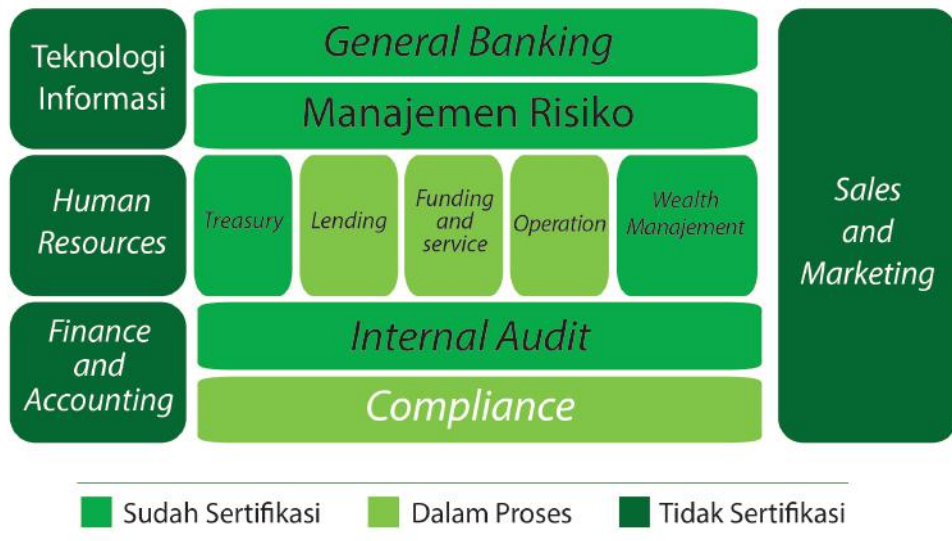 Teknologi
Informasi
Human
Resources
Finance
and
Accounting
General Banking
Manajemen Risiko
Treasury
Lending
Funding
and
service
Operation
Wealth
Manajement
Internal Audit
Compliance
Sales
and
Marketing
Sudah Sertifikasi
Dalam Proses
Tidak Sertifikasi